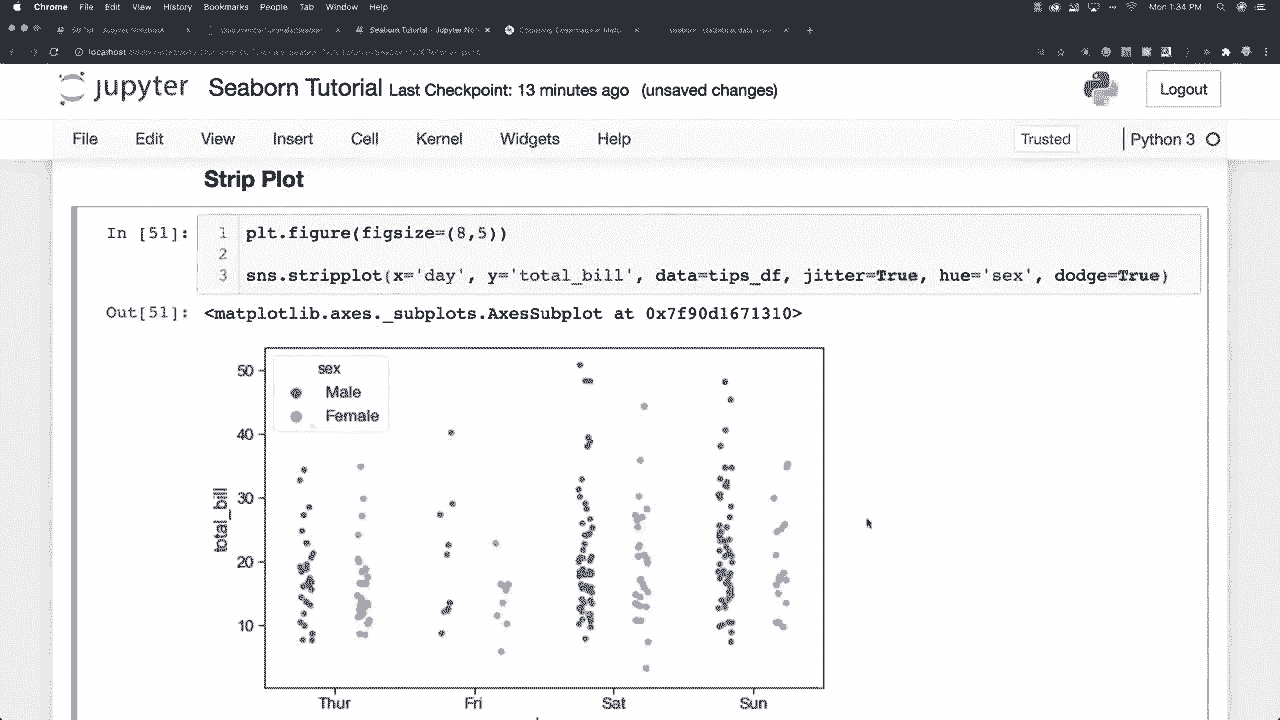 Chrome File Edit View History Bookmarks People Tab Window Help Mon 1:34 PM
Seaborn Tutorial - Jupyter No
localhost
jupyter Seaborn Tutorial Last Checkpoint: 13 minutes ago (unsaved changes) Logout
File Edit View Insert Cell Kernel Widgets Help Trusted Python 3
Strip Plot
In [51]: 1 plt.figure(figsize=(8,5))
2
3 sns.stripplot(x='day', y='total_bill', data=tips_df, jitter=True, hue='sex', dodge=True)
Out[51]: <matplotlib.axes._subplots.AxesSubplot at 0x7f90d1671310>
sex
Male
Female
50
40
30
20
10
total_bill
Thur Fri Sat Sun